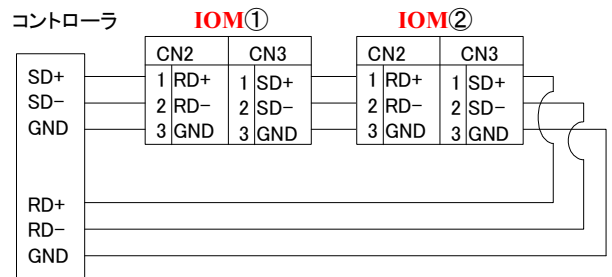 コントローラ IOM① IOM②
CN2 CN3 CN2 CN3
SD+ 1 RD+ 1 SD+ 1 RD+ 1 SD+
SD− 2 RD− 2 SD− 2 RD− 2 SD−
GND 3 GND 3 GND 3 GND 3 GND
RD+
RD−
GND